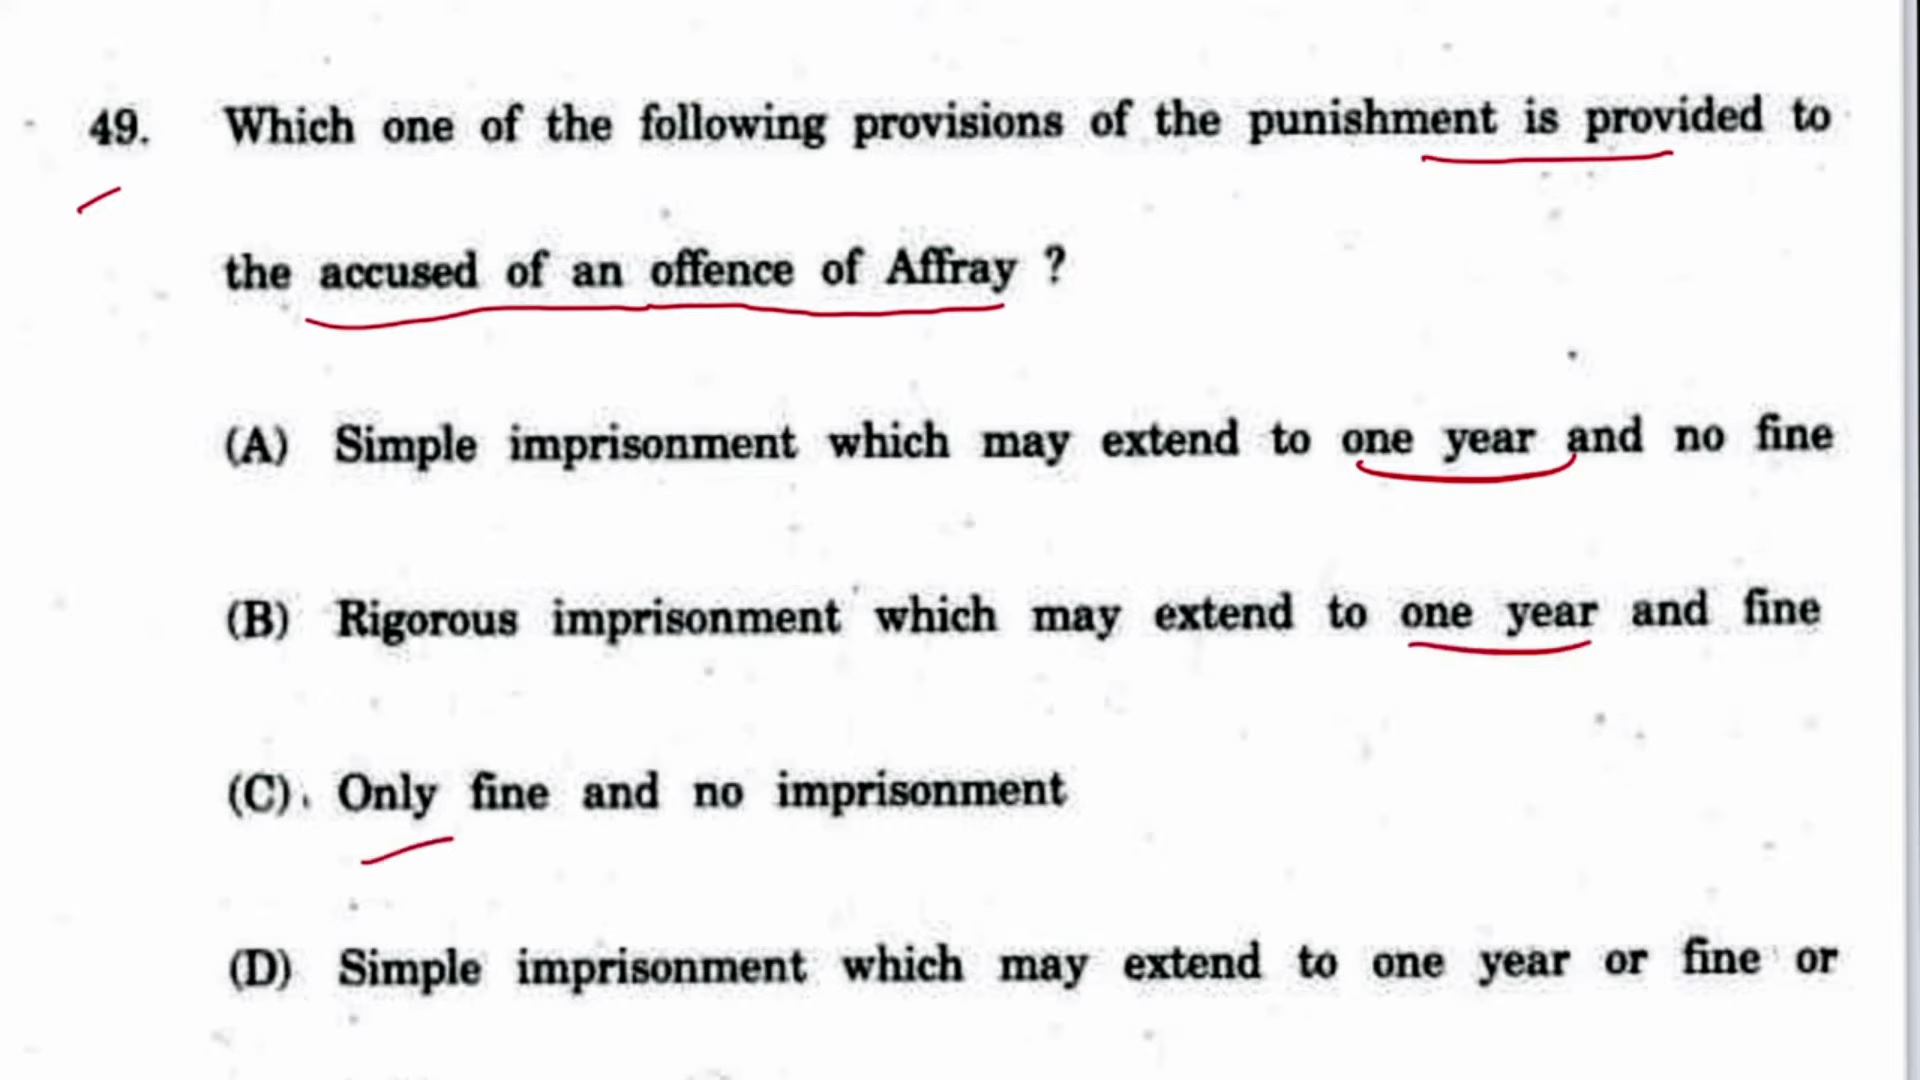 49. Which one of the following provisions of the punishment is provided to
the accused of an offence of Affray ?
(A) Simple imprisonment which may extend to one year and no fine
(B) Rigorous imprisonment which may extend to one year and fine
(C) Only fine and no imprisonment
(D) Simple imprisonment which may extend to one year or fine or